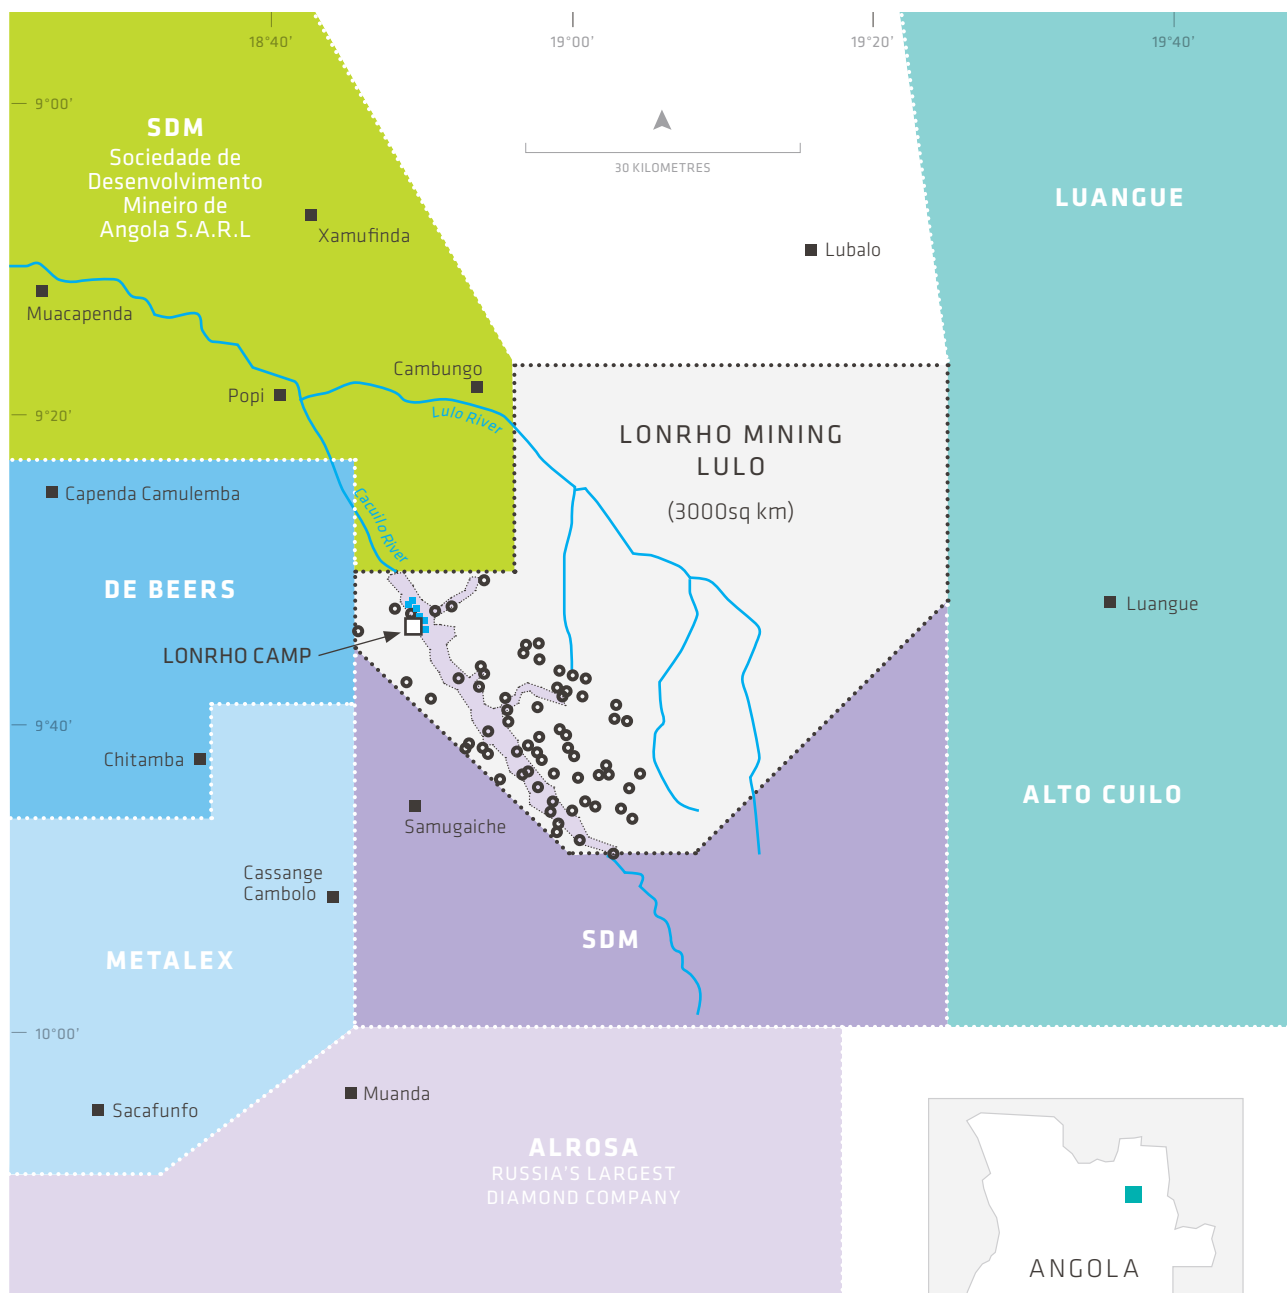 18°40'
19°00'
19°20'
19°40'
9°00'
SDM
Sociedade de
Desenvolvimento
Mineiro de
Angola S.A.R.L
30 KILOMETRES
LUANGUE
Xamufinda
Lubalo
Muacapenda
Cambungo
Popi
Lulo River
9°20'
LONRHO MINING
LULO
(3000sq km)
Capenda Camulemba
Cacuilo River
DE BEERS
Luangue
LONRHO CAMP
9°40'
Chitamba
ALTO CUILO
Samugaiche
Cassange
Cambolo
SDM
METALEX
10°00'
Muanda
Sacafunfo
ALROSA
RUSSIA'S LARGEST
DIAMOND COMPANY
ANGOLA